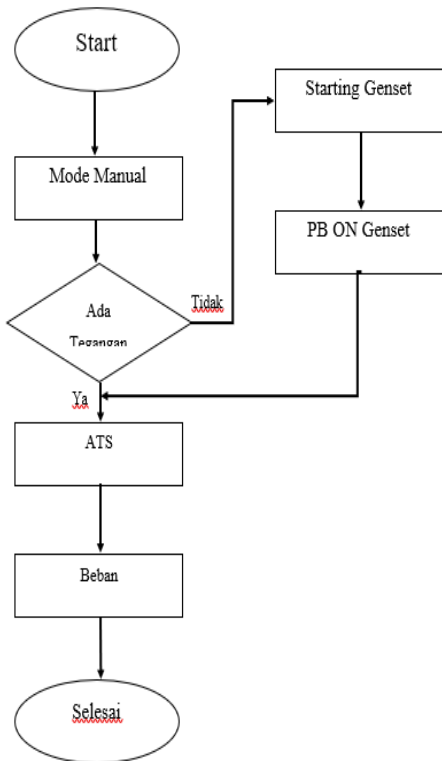 Start
Mode Manual
Ada
Tegangan
Tidak
Ya
ATS
Beban
Selesai
Starting Genset
PB ON Genset